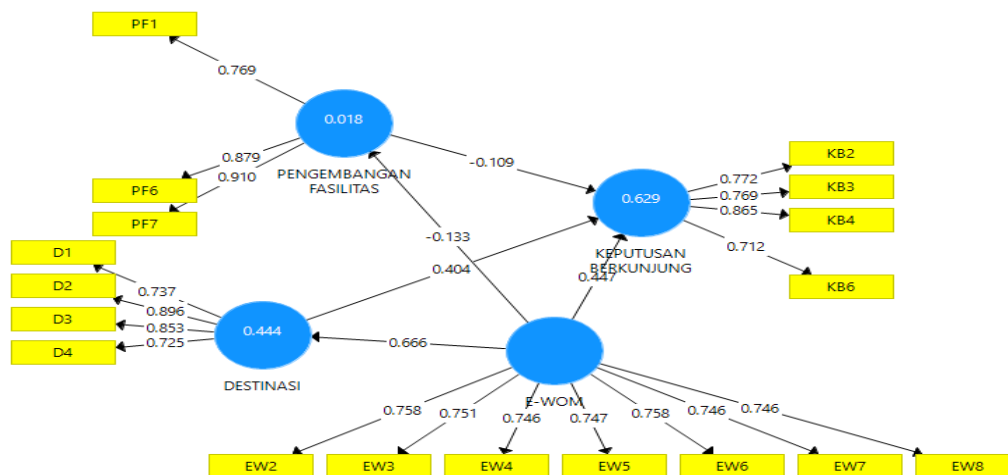 PF1
0.769
0.018
0.879
0.910
PENGEMBANGAN
FASILITAS
PF6
PF7
-0.109
KB2
KB3
KB4
KB6
0.772
0.769
0.865
0.712
0.629
KEPUTUSAN
BERKUNJUNG
-0.133
0.404
0.447
D1
D2
D3
D4
0.737
0.896
0.853
0.725
0.444
DESTINASI
0.666
E-WOM
0.758
0.751
0.746
0.747
0.758
0.746
0.746
EW2
EW3
EW4
EW5
EW6
EW7
EW8